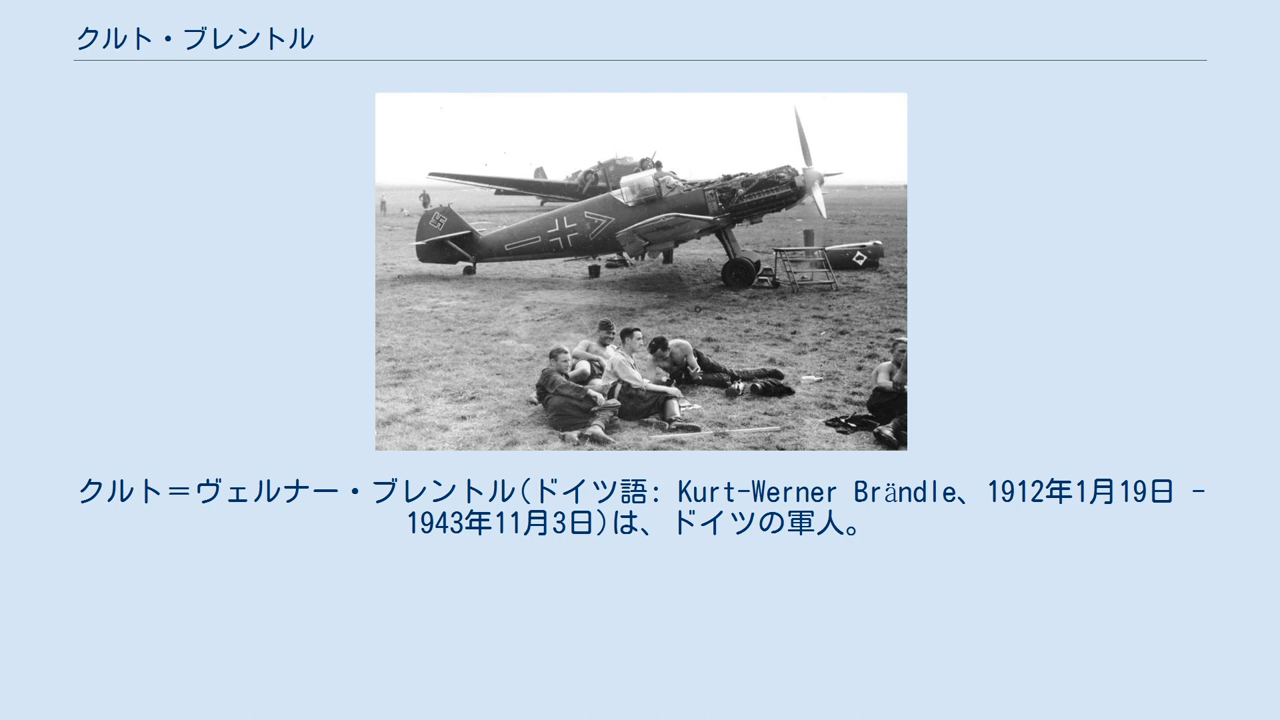 クルト・ブレントル
クルト＝ヴェルナー・ブレントル(ドイツ語: Kurt-Werner Brändle、1912年1月19日 -
1943年11月3日)は、ドイツの軍人。